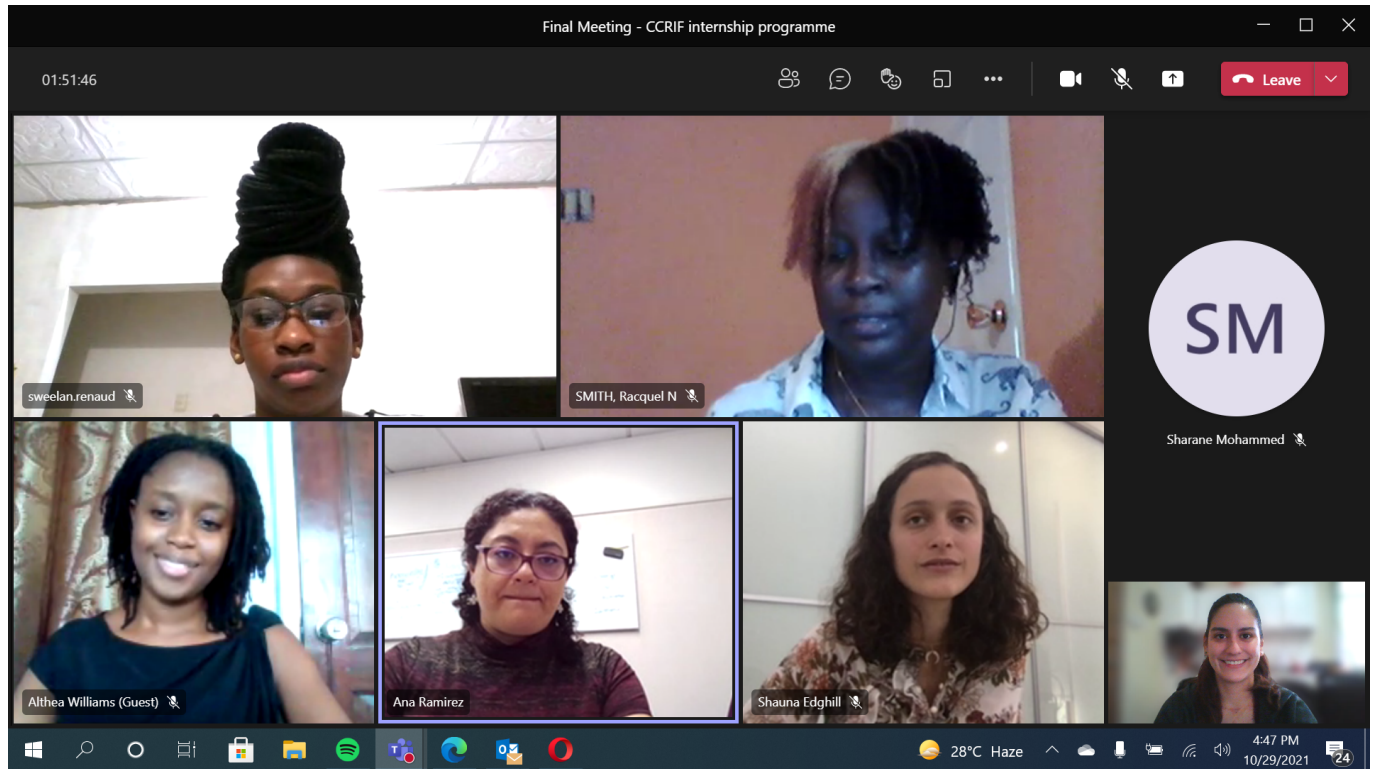 Final Meeting - CCRIF internship programme
01:51:46
Leave
sweelan.renaud
SMITH, Racquel N
SM
Sharane Mohammed
Althea Williams (Guest)
Ana Ramirez
Shauna Edghill
28°C Haze
4:47 PM
10/29/2021
24